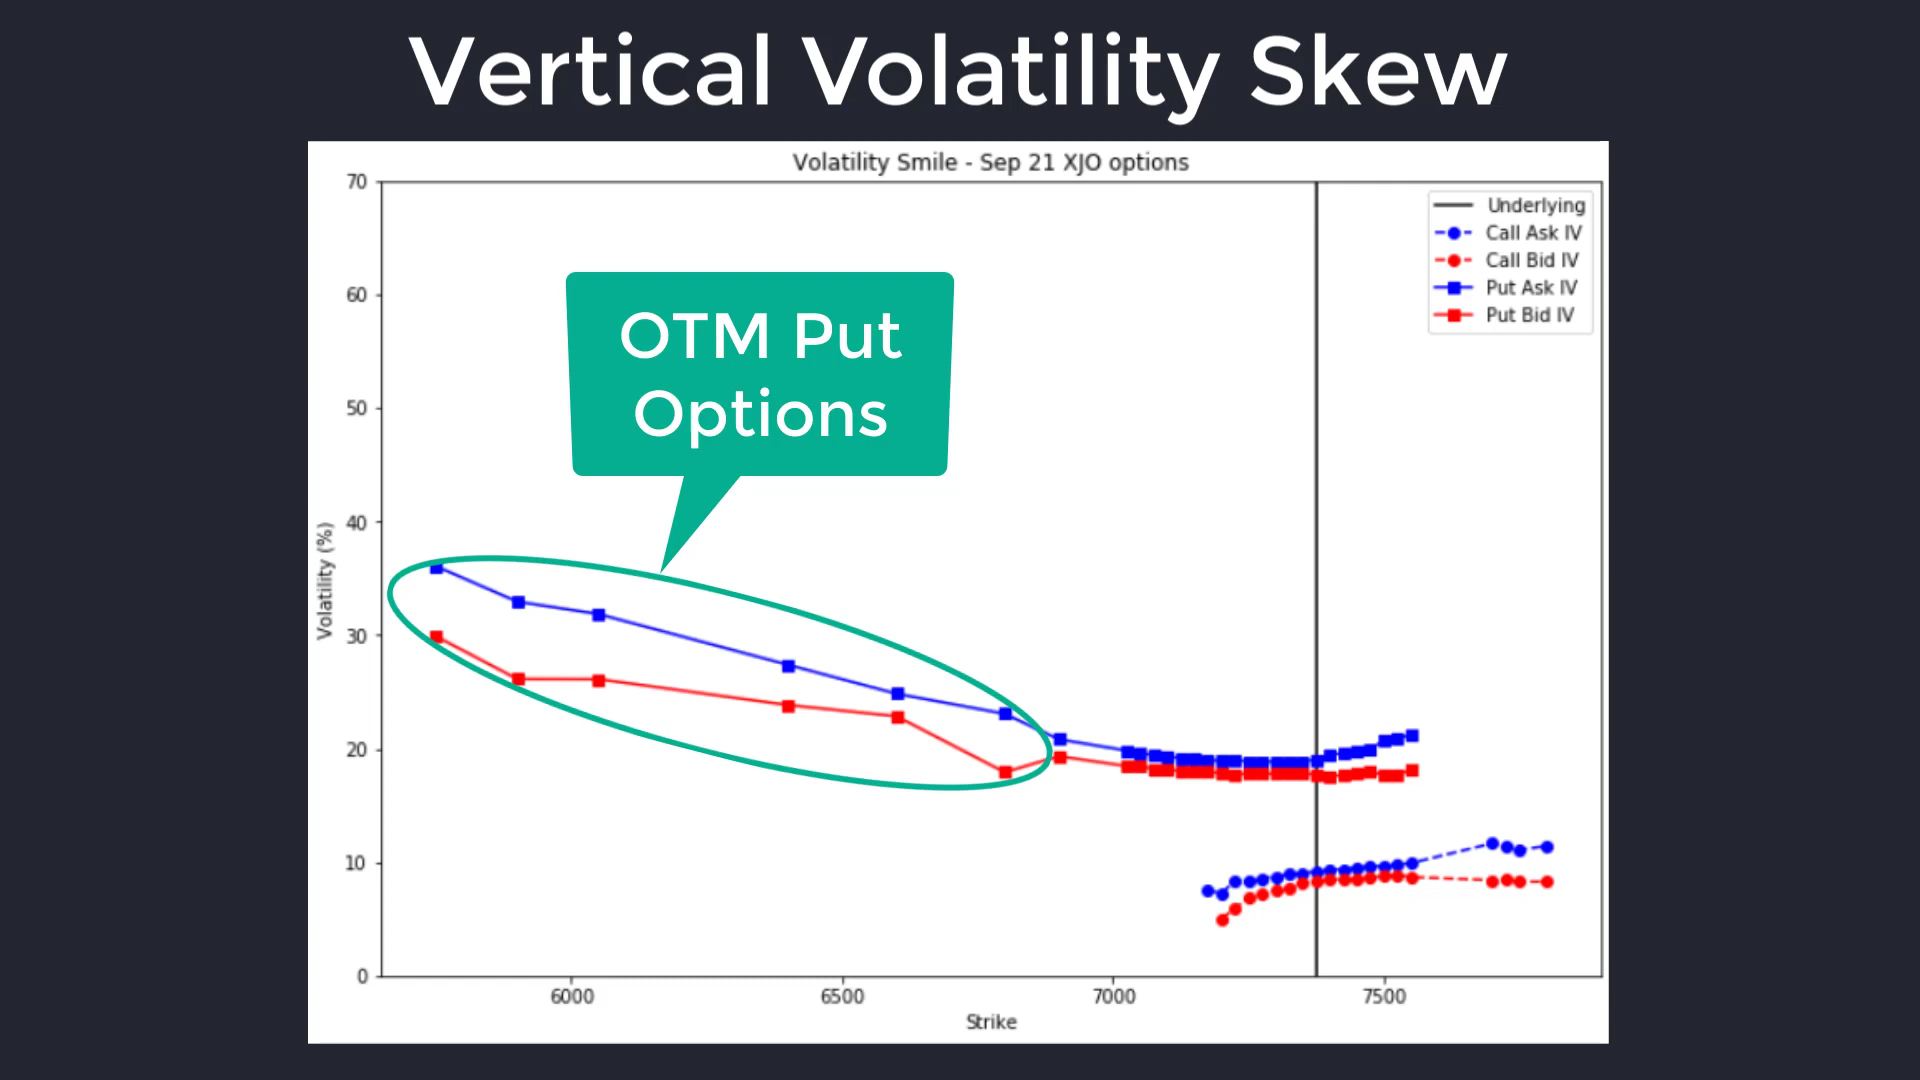 Vertical Volatility Skew
Volatility Smile - Sep 21 XJO options
70
60
50
40
30
20
10
0
Volatility (%)
OTM Put
Options
Underlying
Call Ask IV
Call Bid IV
Put Ask IV
Put Bid IV
6000 6500 7000 7500
Strike